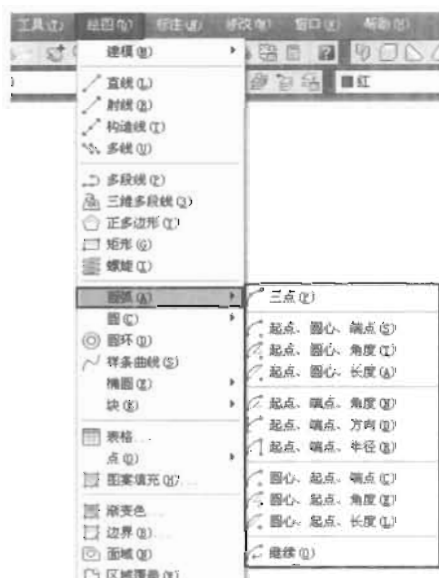 工具(T) 绘图(D) 标注(N) 修改(M) 窗口(W) 帮助(H)
建模(M)
红
直线(L)
射线(R)
构造线(T)
多线(U)
多段线(P)
三维多段线(3)
正多边形(Y)
矩形(G)
螺旋(I)
圆弧(A)
三点(P)
圆(C)
起点、圆心、端点(S)
圆环(D)
起点、圆心、角度(T)
样条曲线(S)
起点、圆心、长度(A)
椭圆(E)
块(K)
起点、端点、角度(N)
起点、端点、方向(D)
表格...
起点、端点、半径(R)
点(O)
图案填充(H)...
圆心、起点、端点(C)
渐变色...
圆心、起点、角度(E)
边界(B)...
圆心、起点、长度(L)
面域(N)
继续(O)
区域覆盖(W)